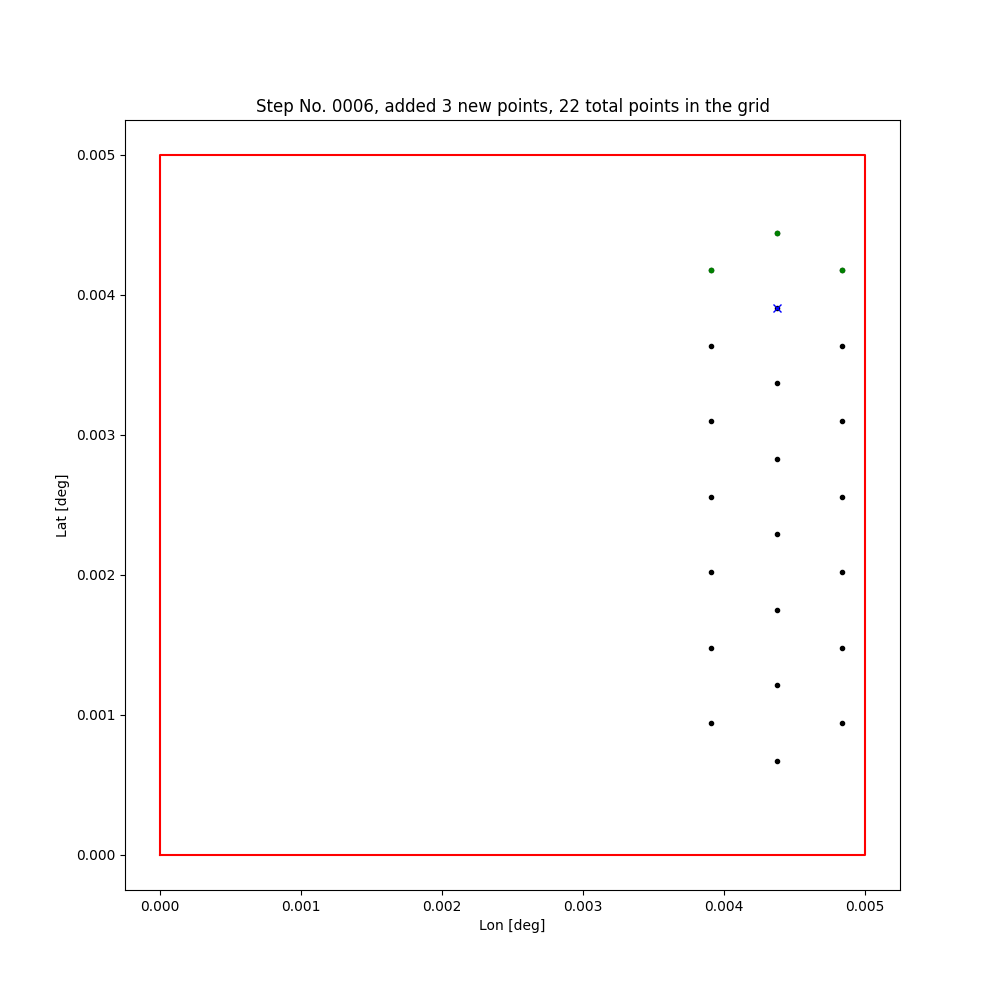 Step No. 0006, added 3 new points, 22 total points in the grid
0.005
0.004
0.003
0.002
0.001
0.000
Lat [deg]
0.000 0.001 0.002 0.003 0.004 0.005
Lon [deg]